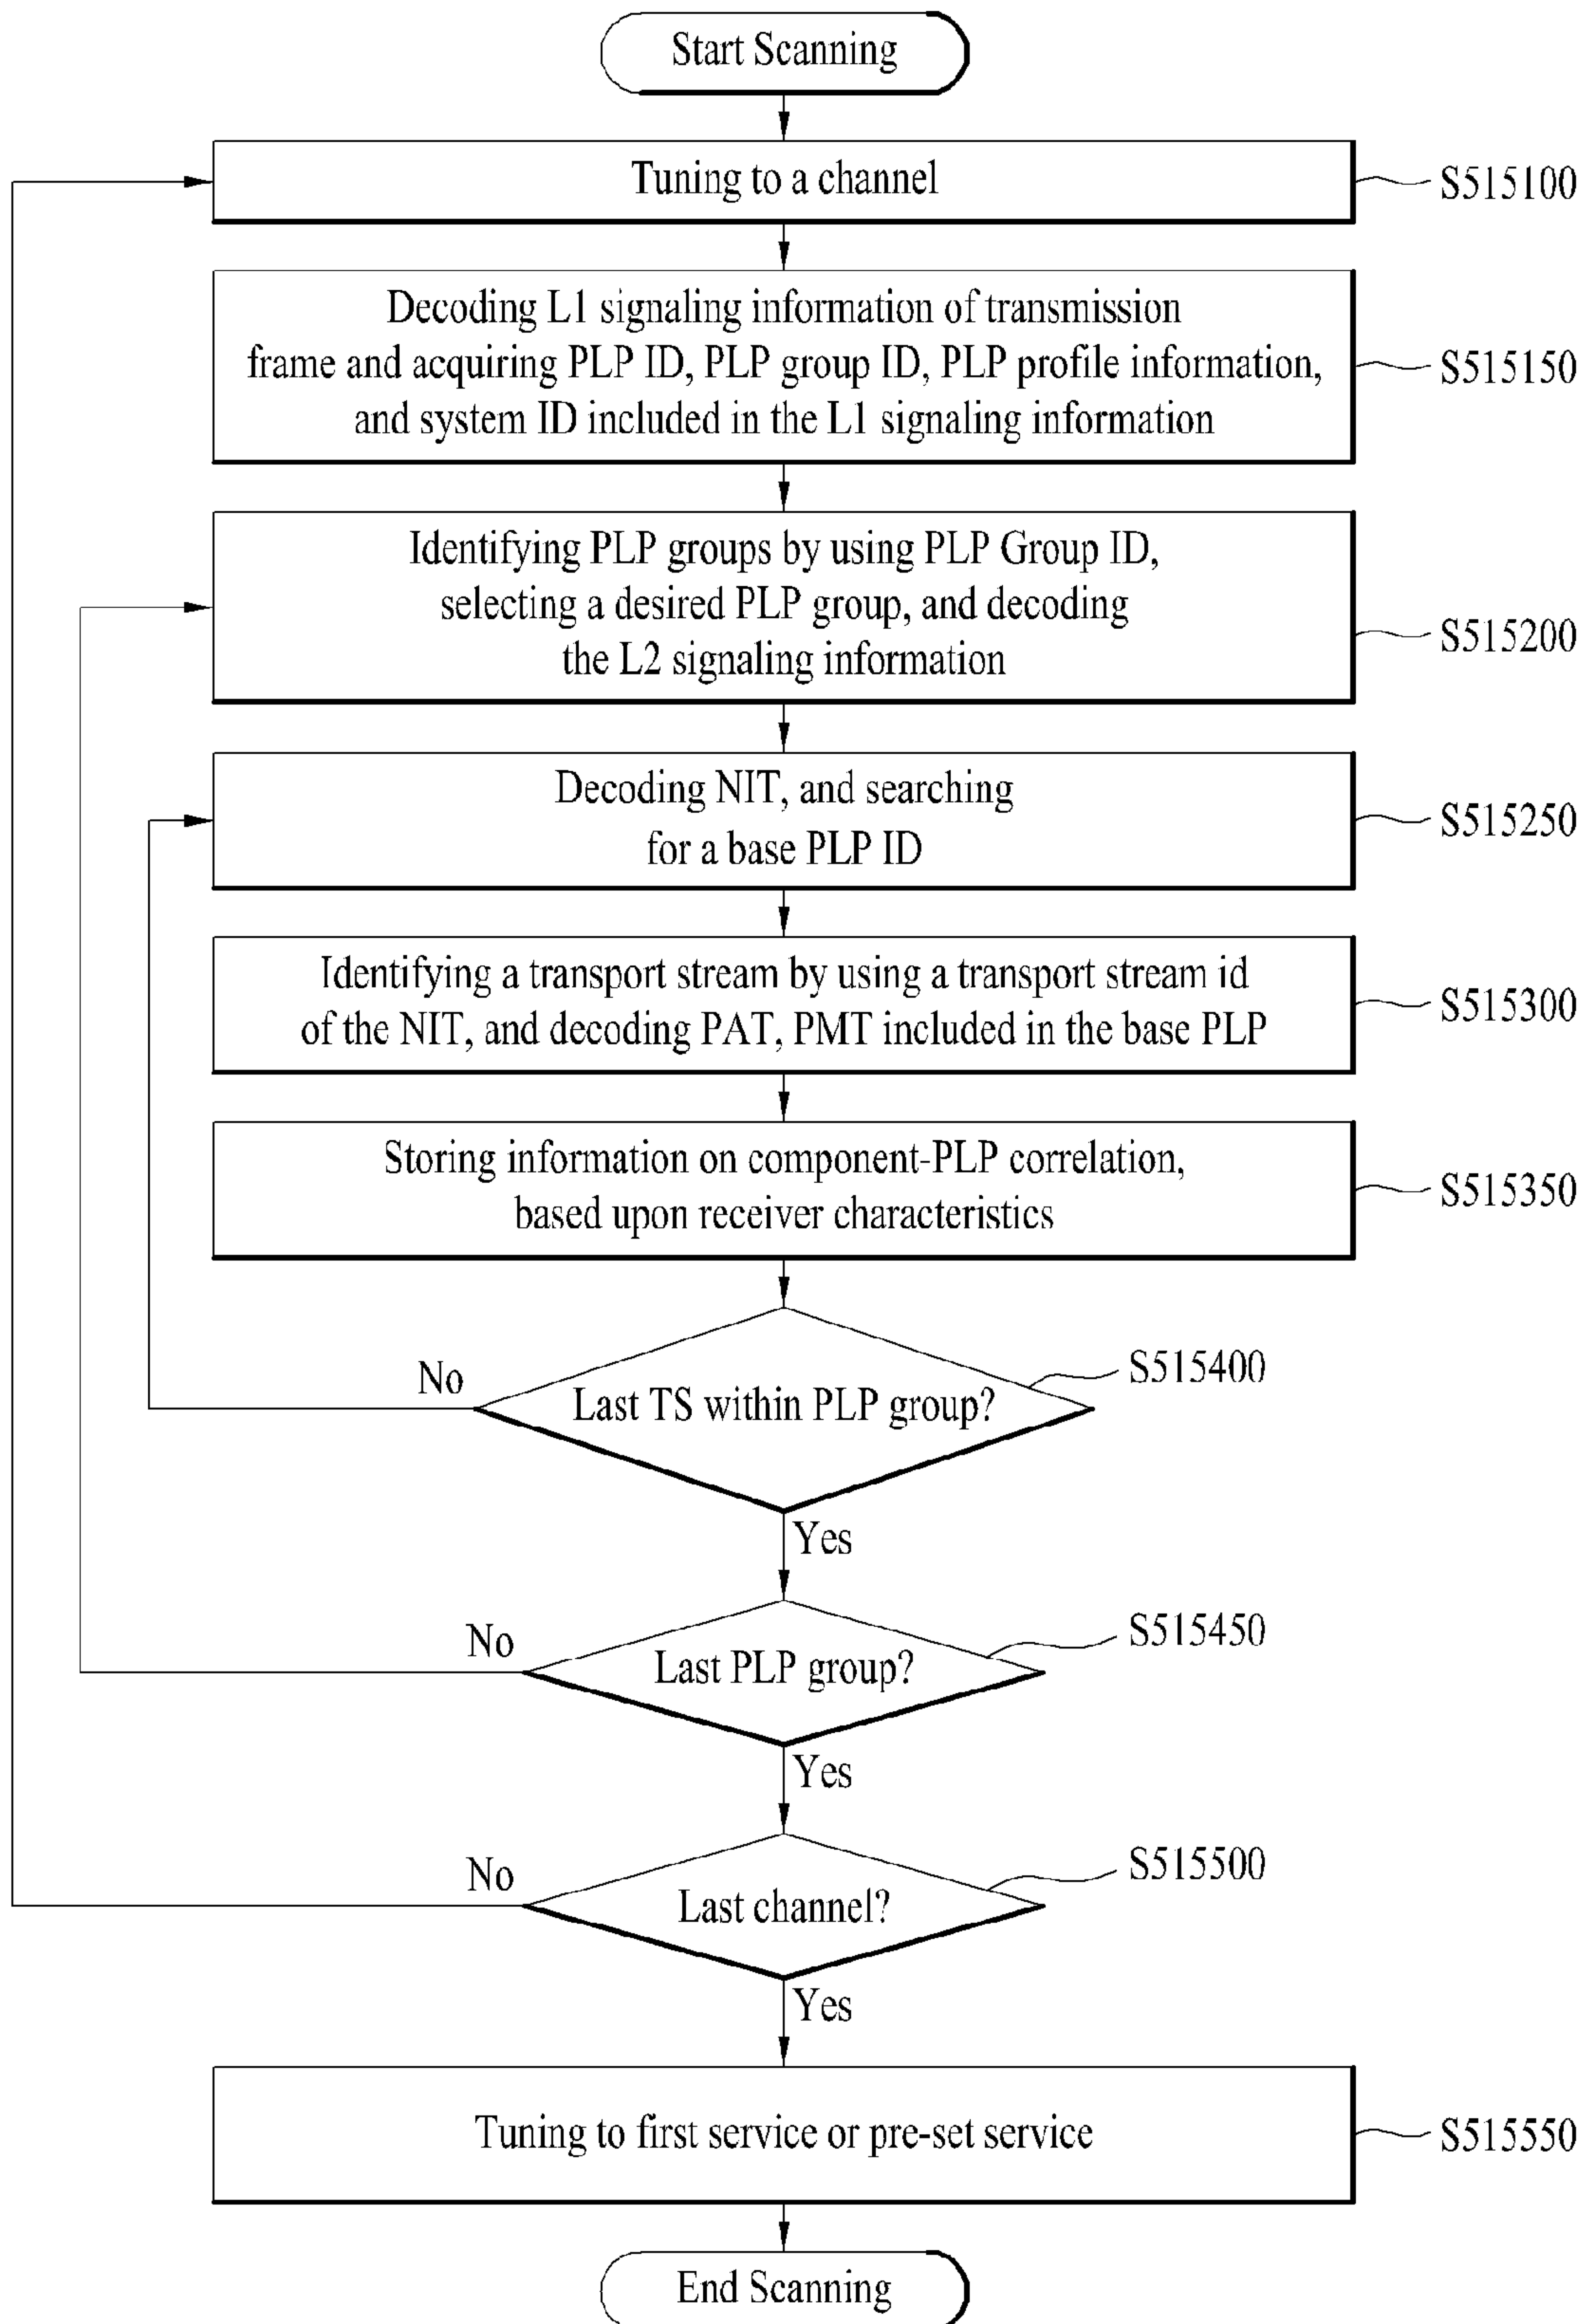 Start Scanning
Tuning to a channel
S515100
Decoding L1 signaling information of transmission
frame and acquiring PLP ID, PLP group ID, PLP profile information,
and system ID included in the L1 signaling information
S515150
Identifying PLP groups by using PLP Group ID,
selecting a desired PLP group, and decoding
the L2 signaling information
S515200
Decoding NIT, and searching
for a base PLP ID
S515250
Identifying a transport stream by using a transport stream id
of the NIT, and decoding PAT, PMT included in the base PLP
S515300
Storing information on component-PLP correlation,
based upon receiver characteristics
S515350
No
Last TS within PLP group?
S515400
Yes
No
Last PLP group?
S515450
Yes
No
Last channel?
S515500
Yes
Tuning to first service or pre-set service
S515550
End Scanning